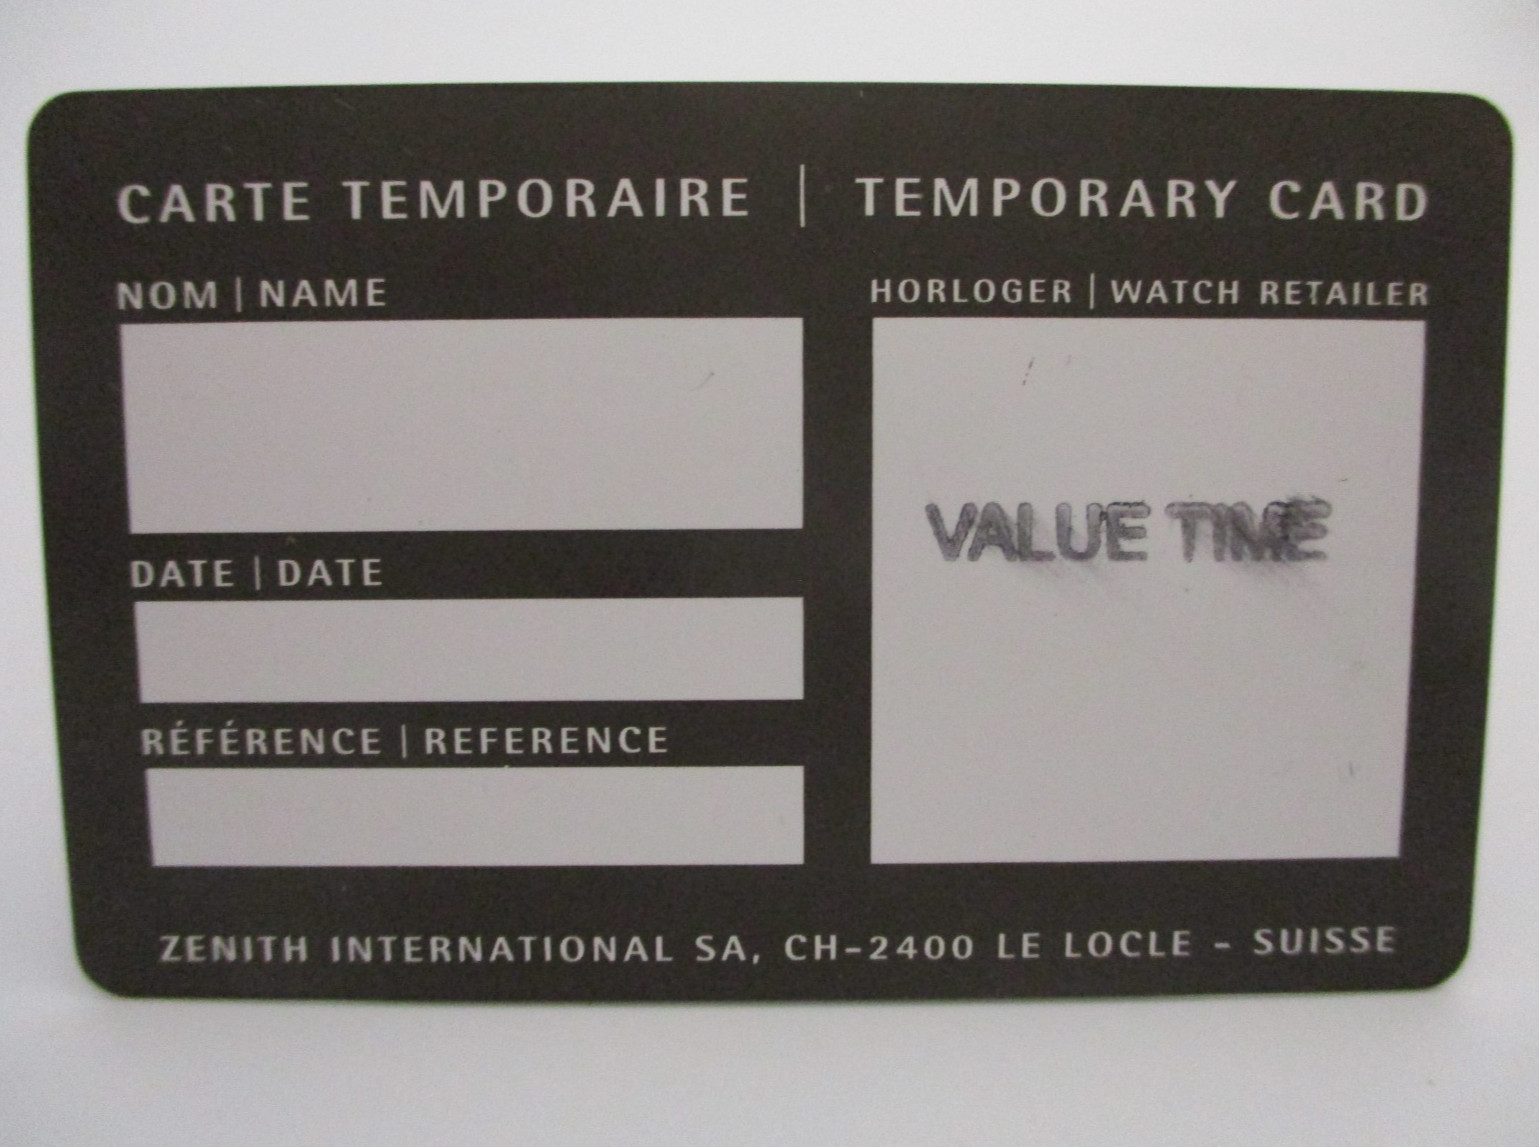 CARTE TEMPORAIRE | TEMPORARY CARD
NOM | NAME
HORLOGER | WATCH RETAILER
VALUE TIME
DATE | DATE
RÉFÉRENCE | REFERENCE
ZENITH INTERNATIONAL SA, CH-2400 LE LOCLE - SUISSE